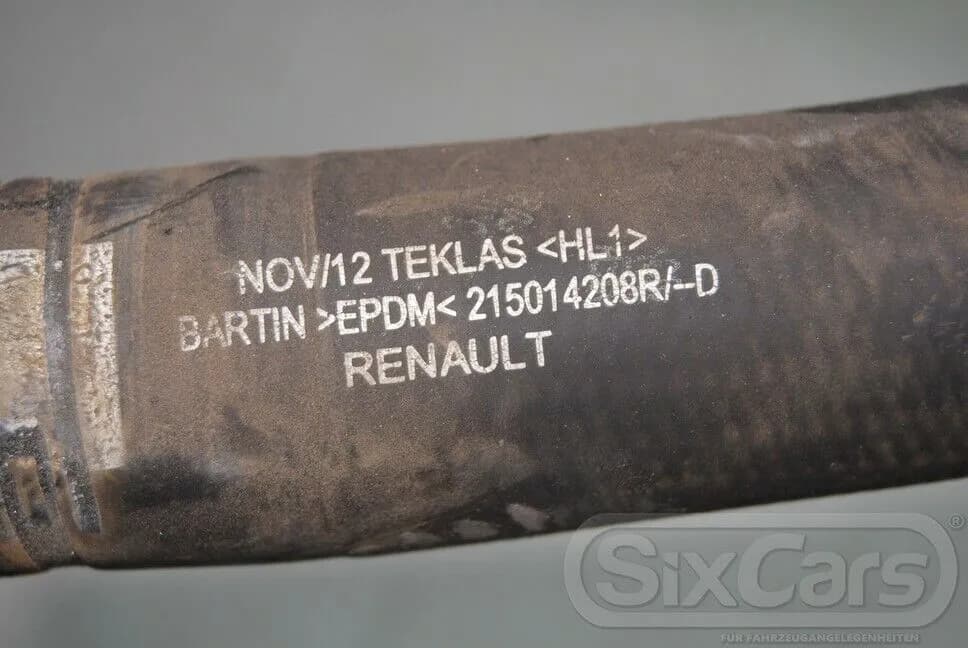 NOV/12 TEKLAS <HL1>
BARTIN >EPDM< 215014208R/--D
RENAULT
SixCars®
FÜR FAHRZEUGANGELEGENHEITEN